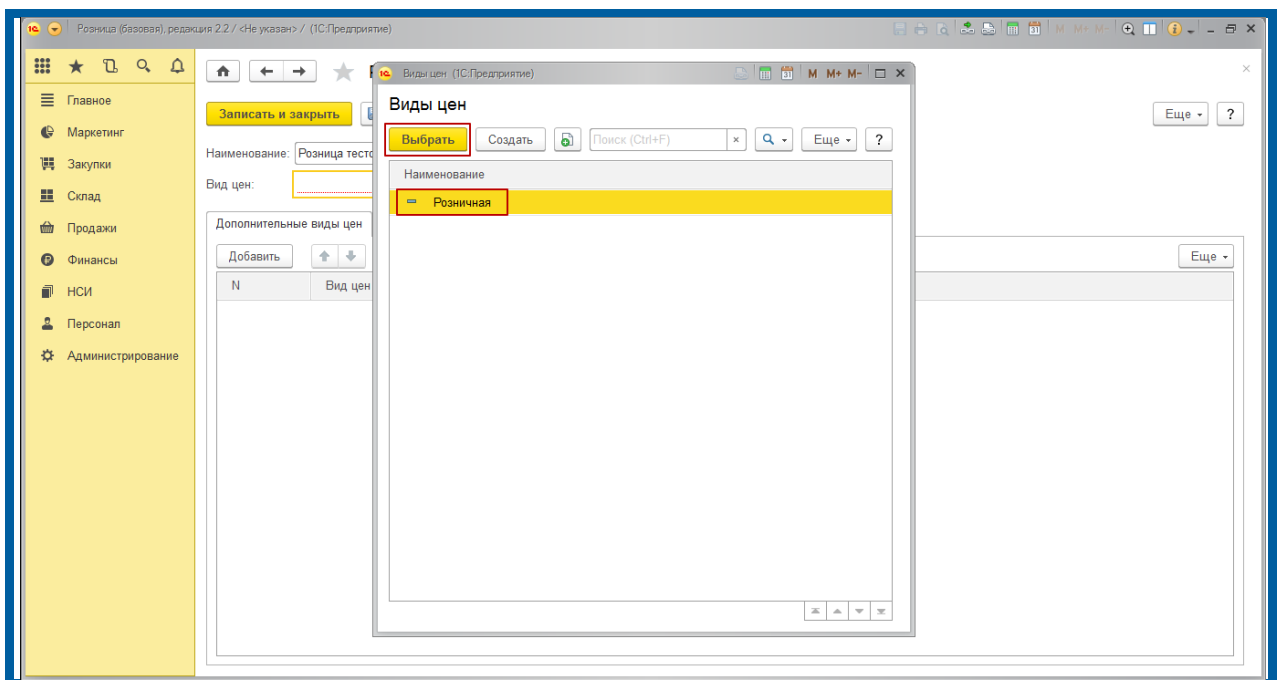 Розница (базовая), редакция 2.2 / <Не указан> / (1С:Предприятие)
M M+ M-
Главное
Маркетинг
Закупки
Склад
Продажи
Финансы
НСИ
Персонал
Администрирование
Записать и закрыть
Еще
?
Наименование: Розница тесто
Вид цен:
Дополнительные виды цен
Добавить
Еще
N Вид цен
Виды цен (1С:Предприятие)
31 M M+ M-
Виды цен
Выбрать Создать Поиск (Ctrl+F) × Еще ?
Наименование
Розничная